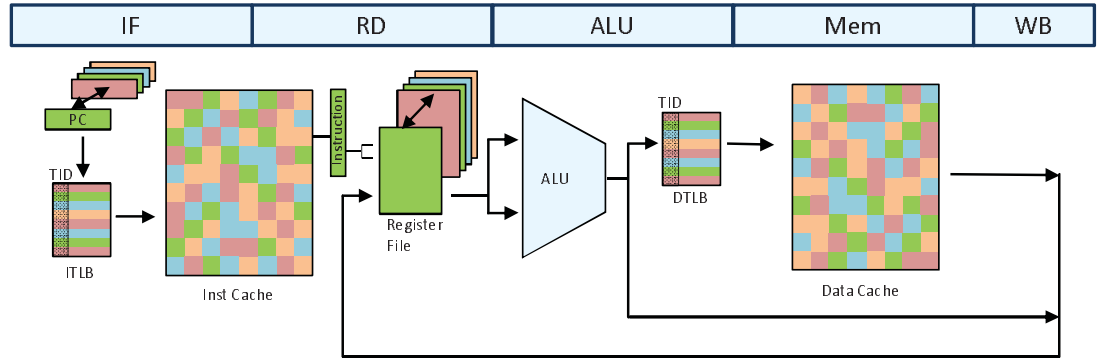 IF
RD
ALU
Mem
WB
PC
TID
ITLB
Inst Cache
Instruction
Register
File
ALU
TID
DTLB
Data Cache